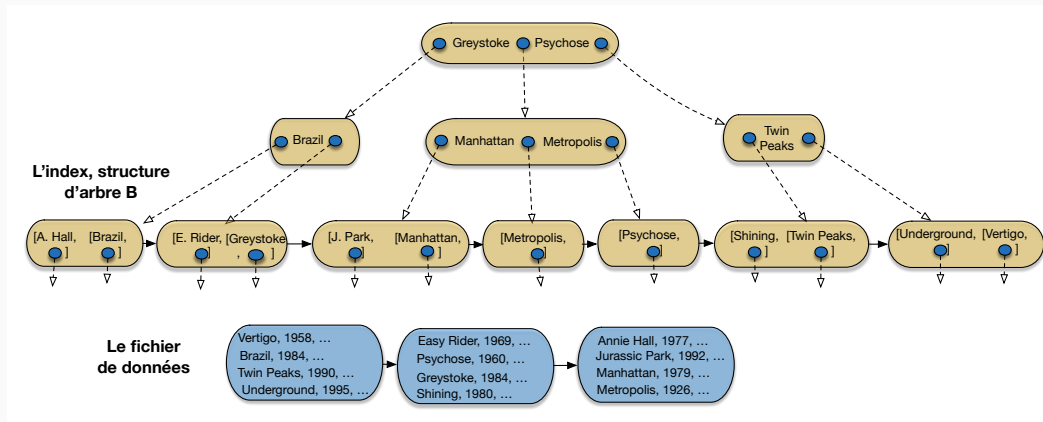 Greystoke Psychose
Brazil
Manhattan Metropolis
Twin
Peaks
L'index, structure
d'arbre B
[A. Hall, ] [Brazil, ]
[E. Rider, ] [Greystoke , ]
[J. Park, ] [Manhattan, ]
[Metropolis, ]
[Psychose, ]
[Shining, ] [Twin Peaks, ]
[Underground, ] [Vertigo, ]
Le fichier
de données
Vertigo, 1958, …
Brazil, 1984, …
Twin Peaks, 1990, …
Underground, 1995, …
Easy Rider, 1969, …
Psychose, 1960, …
Greystoke, 1984, …
Shining, 1980, …
Annie Hall, 1977, …
Jurassic Park, 1992, …
Manhattan, 1979, …
Metropolis, 1926, …